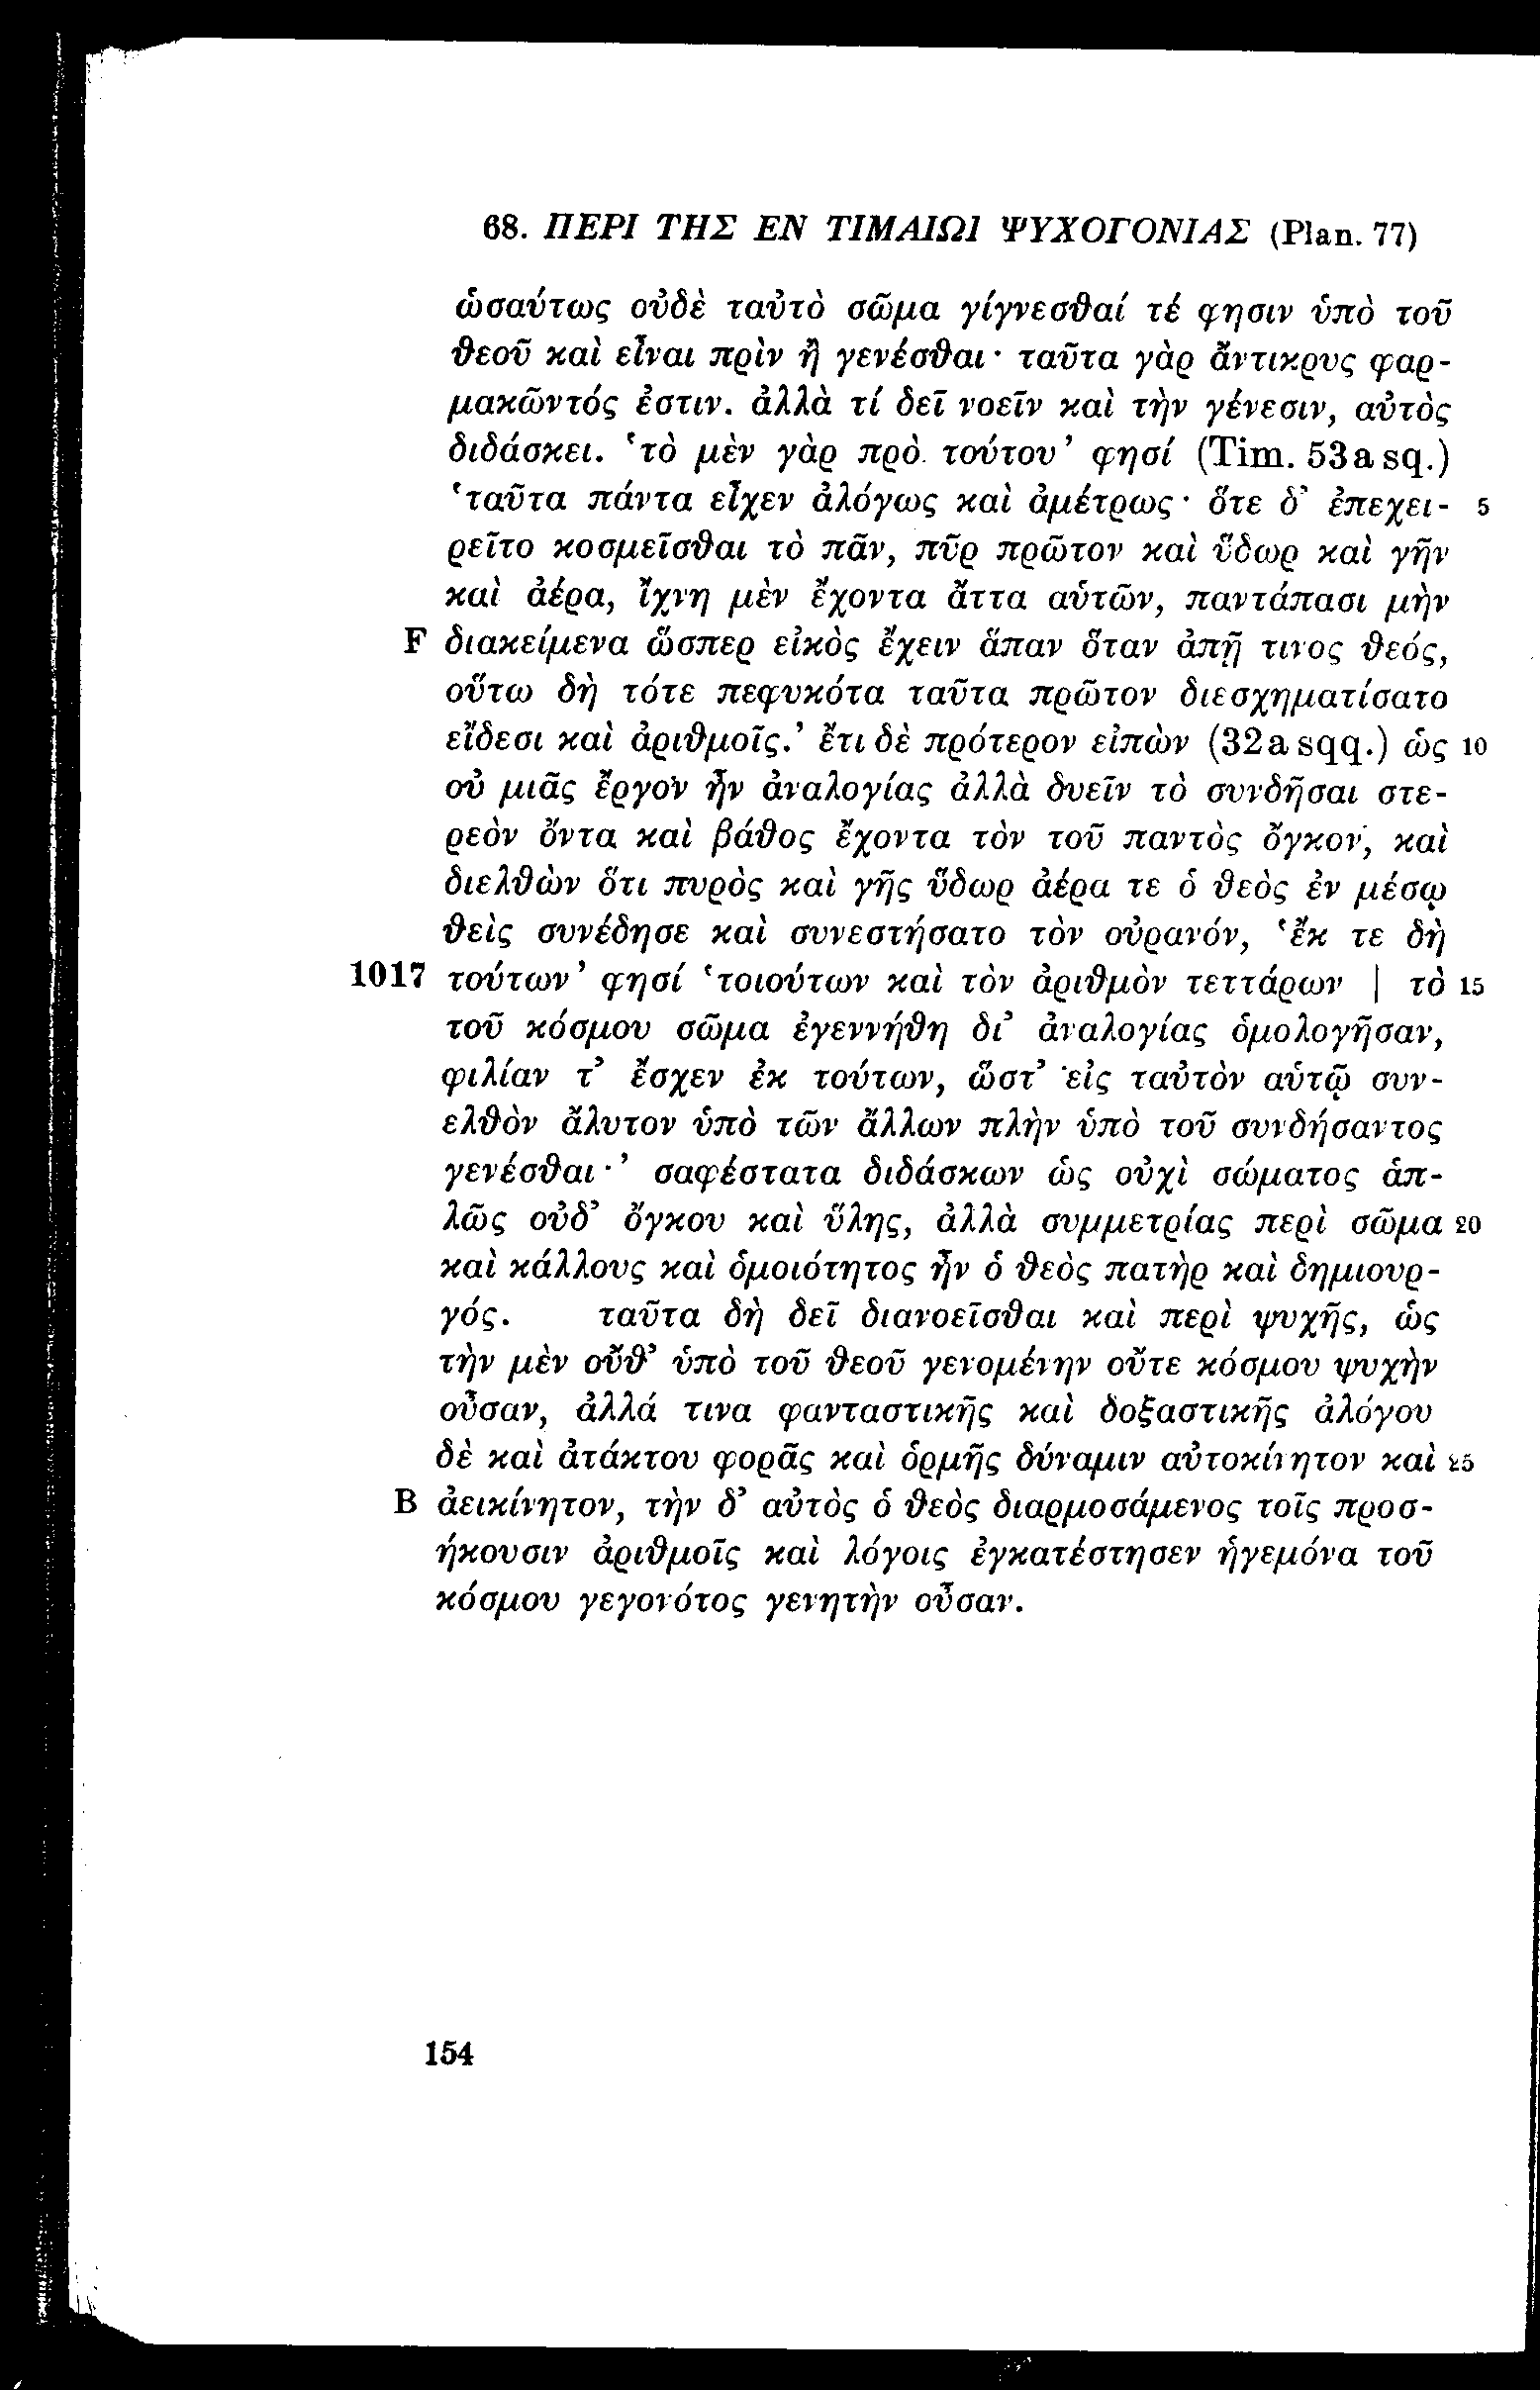 68. ΠΕΡΙ ΤΗΣ ΕΝ ΤΙΜΑΙΩΙ ΨΥΧΟΓΟΝΙΑΣ (Plan. 77)
ὡσαύτως οὐδὲ ταὐτὸ σῶμα γίγνεσθαί τέ φησιν ὑπὸ τοῦ
θεοῦ καὶ εἶναι πρὶν ἢ γενέσθαι· ταῦτα γὰρ ἄντικρυς φαρ-
μακῶντός ἐστιν. ἀλλὰ τί δεῖ νοεῖν καὶ τὴν γένεσιν, αὐτὸς
διδάσκει. ‘τὸ μὲν γὰρ πρὸ τούτου’ φησί (Tim. 53a sq.)
‘ταῦτα πάντα εἶχεν ἀλόγως καὶ ἀμέτρως· ὅτε δ’ ἐπεχει- 5
ρεῖτο κοσμεῖσθαι τὸ πᾶν, πῦρ πρῶτον καὶ ὕδωρ καὶ γῆν
καὶ ἀέρα, ἴχνη μὲν ἔχοντα ἄττα αὑτῶν, παντάπασι μὴν
F διακείμενα ὥσπερ εἰκὸς ἔχειν ἅπαν ὅταν ἀπῇ τινος θεός,
οὕτω δὴ τότε πεφυκότα ταῦτα πρῶτον διεσχηματίσατο
εἴδεσι καὶ ἀριθμοῖς.’ ἔτι δὲ πρότερον εἰπὼν (32a sqq.) ὡς 10
οὐ μιᾶς ἔργον ἦν ἀναλογίας ἀλλὰ δυεῖν τὸ συνδῆσαι στε-
ρεὸν ὄντα καὶ βάθος ἔχοντα τὸν τοῦ παντὸς ὄγκον, καὶ
διελθὼν ὅτι πυρὸς καὶ γῆς ὕδωρ ἀέρα τε ὁ θεὸς ἐν μέσῳ
θεὶς συνέδησε καὶ συνεστήσατο τὸν οὐρανόν, ‘ἔκ τε δὴ
1017 τούτων’ φησί ‘τοιούτων καὶ τὸν ἀριθμὸν τεττάρων | τὸ 15
τοῦ κόσμου σῶμα ἐγεννήθη δι’ ἀναλογίας ὁμολογῆσαν,
φιλίαν τ’ ἔσχεν ἐκ τούτων, ὥστ’ εἰς ταὐτὸν αὑτῷ συν-
ελθὸν ἄλυτον ὑπὸ τῶν ἄλλων πλὴν ὑπὸ τοῦ συνδήσαντος
γενέσθαι·’ σαφέστατα διδάσκων ὡς οὐχὶ σώματος ἁπ-
λῶς οὐδ’ ὄγκου καὶ ὕλης, ἀλλὰ συμμετρίας περὶ σῶμα 20
καὶ κάλλους καὶ ὁμοιότητος ἦν ὁ θεὸς πατὴρ καὶ δημιουρ-
γός. ταῦτα δὴ δεῖ διανοεῖσθαι καὶ περὶ ψυχῆς, ὡς
τὴν μὲν οὔθ’ ὑπὸ τοῦ θεοῦ γενομένην οὔτε κόσμου ψυχὴν
οὖσαν, ἀλλά τινα φανταστικῆς καὶ δοξαστικῆς ἀλόγου
δὲ καὶ ἀτάκτου φορᾶς καὶ ὁρμῆς δύναμιν αὐτοκίνητον καὶ 25
B ἀεικίνητον, τὴν δ’ αὐτὸς ὁ θεὸς διαρμοσάμενος τοῖς προσ-
ήκουσιν ἀριθμοῖς καὶ λόγοις ἐγκατέστησεν ἡγεμόνα τοῦ
κόσμου γεγονότος γενητὴν οὖσαν.
154